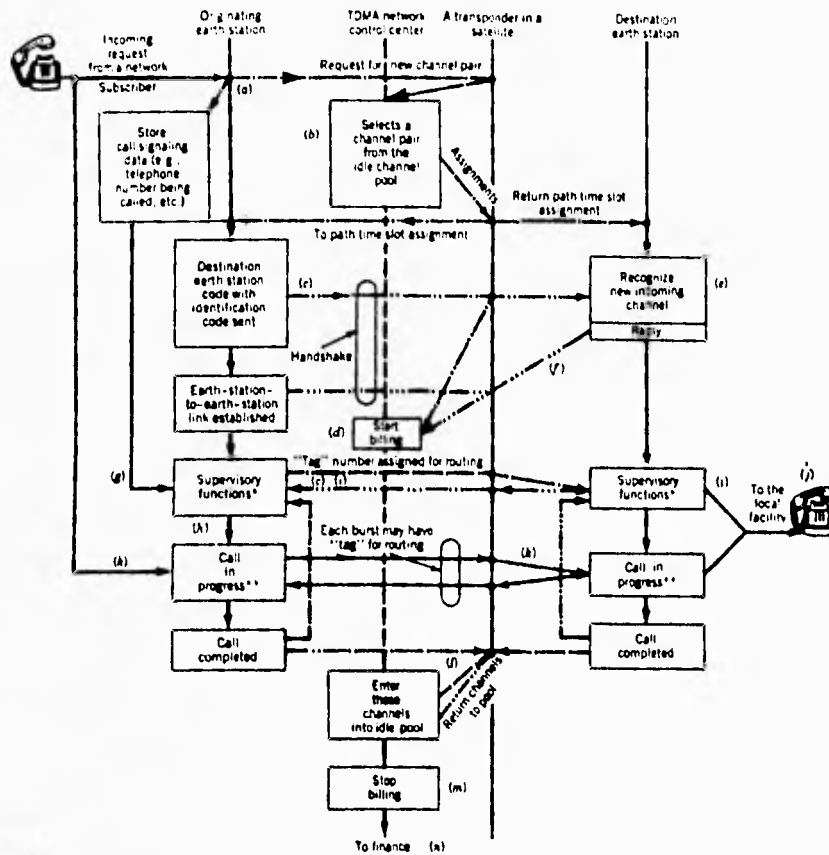 Originating
earth station
TDMA network
control center
A transponder in a
satellite
Destination
earth station
Incoming
request
from a network
Subscriber
(a)
Request for new channel pair
Store
call signaling
data (e.g.,
telephone
number being
called, etc.)
(b)
Selects a
channel pair
from the
idle channel
pool
Assignments
Return path time slot
assignment
To path time slot assignment
Destination
earth station
code with
identification
code sent
(c)
Handshake
Recognize
new incoming
channel
Reply
(e)
(f)
Earth-station-
to-earth-station
link established
(d)
Start
billing
"Tag" number assigned for routing
(g)
Supervisory
functions*
(c) (i)
Supervisory
functions*
(i)
To the
local
facility
(j)
(h)
Each burst may have
"tag" for routing
(k)
Call
in
progress**
(k)
Call in
progress**
Call
completed
(l)
Call
completed
Enter
these
channels
into idle pool
Return channels
to pool
Stop
billing
(m)
To finance (n)